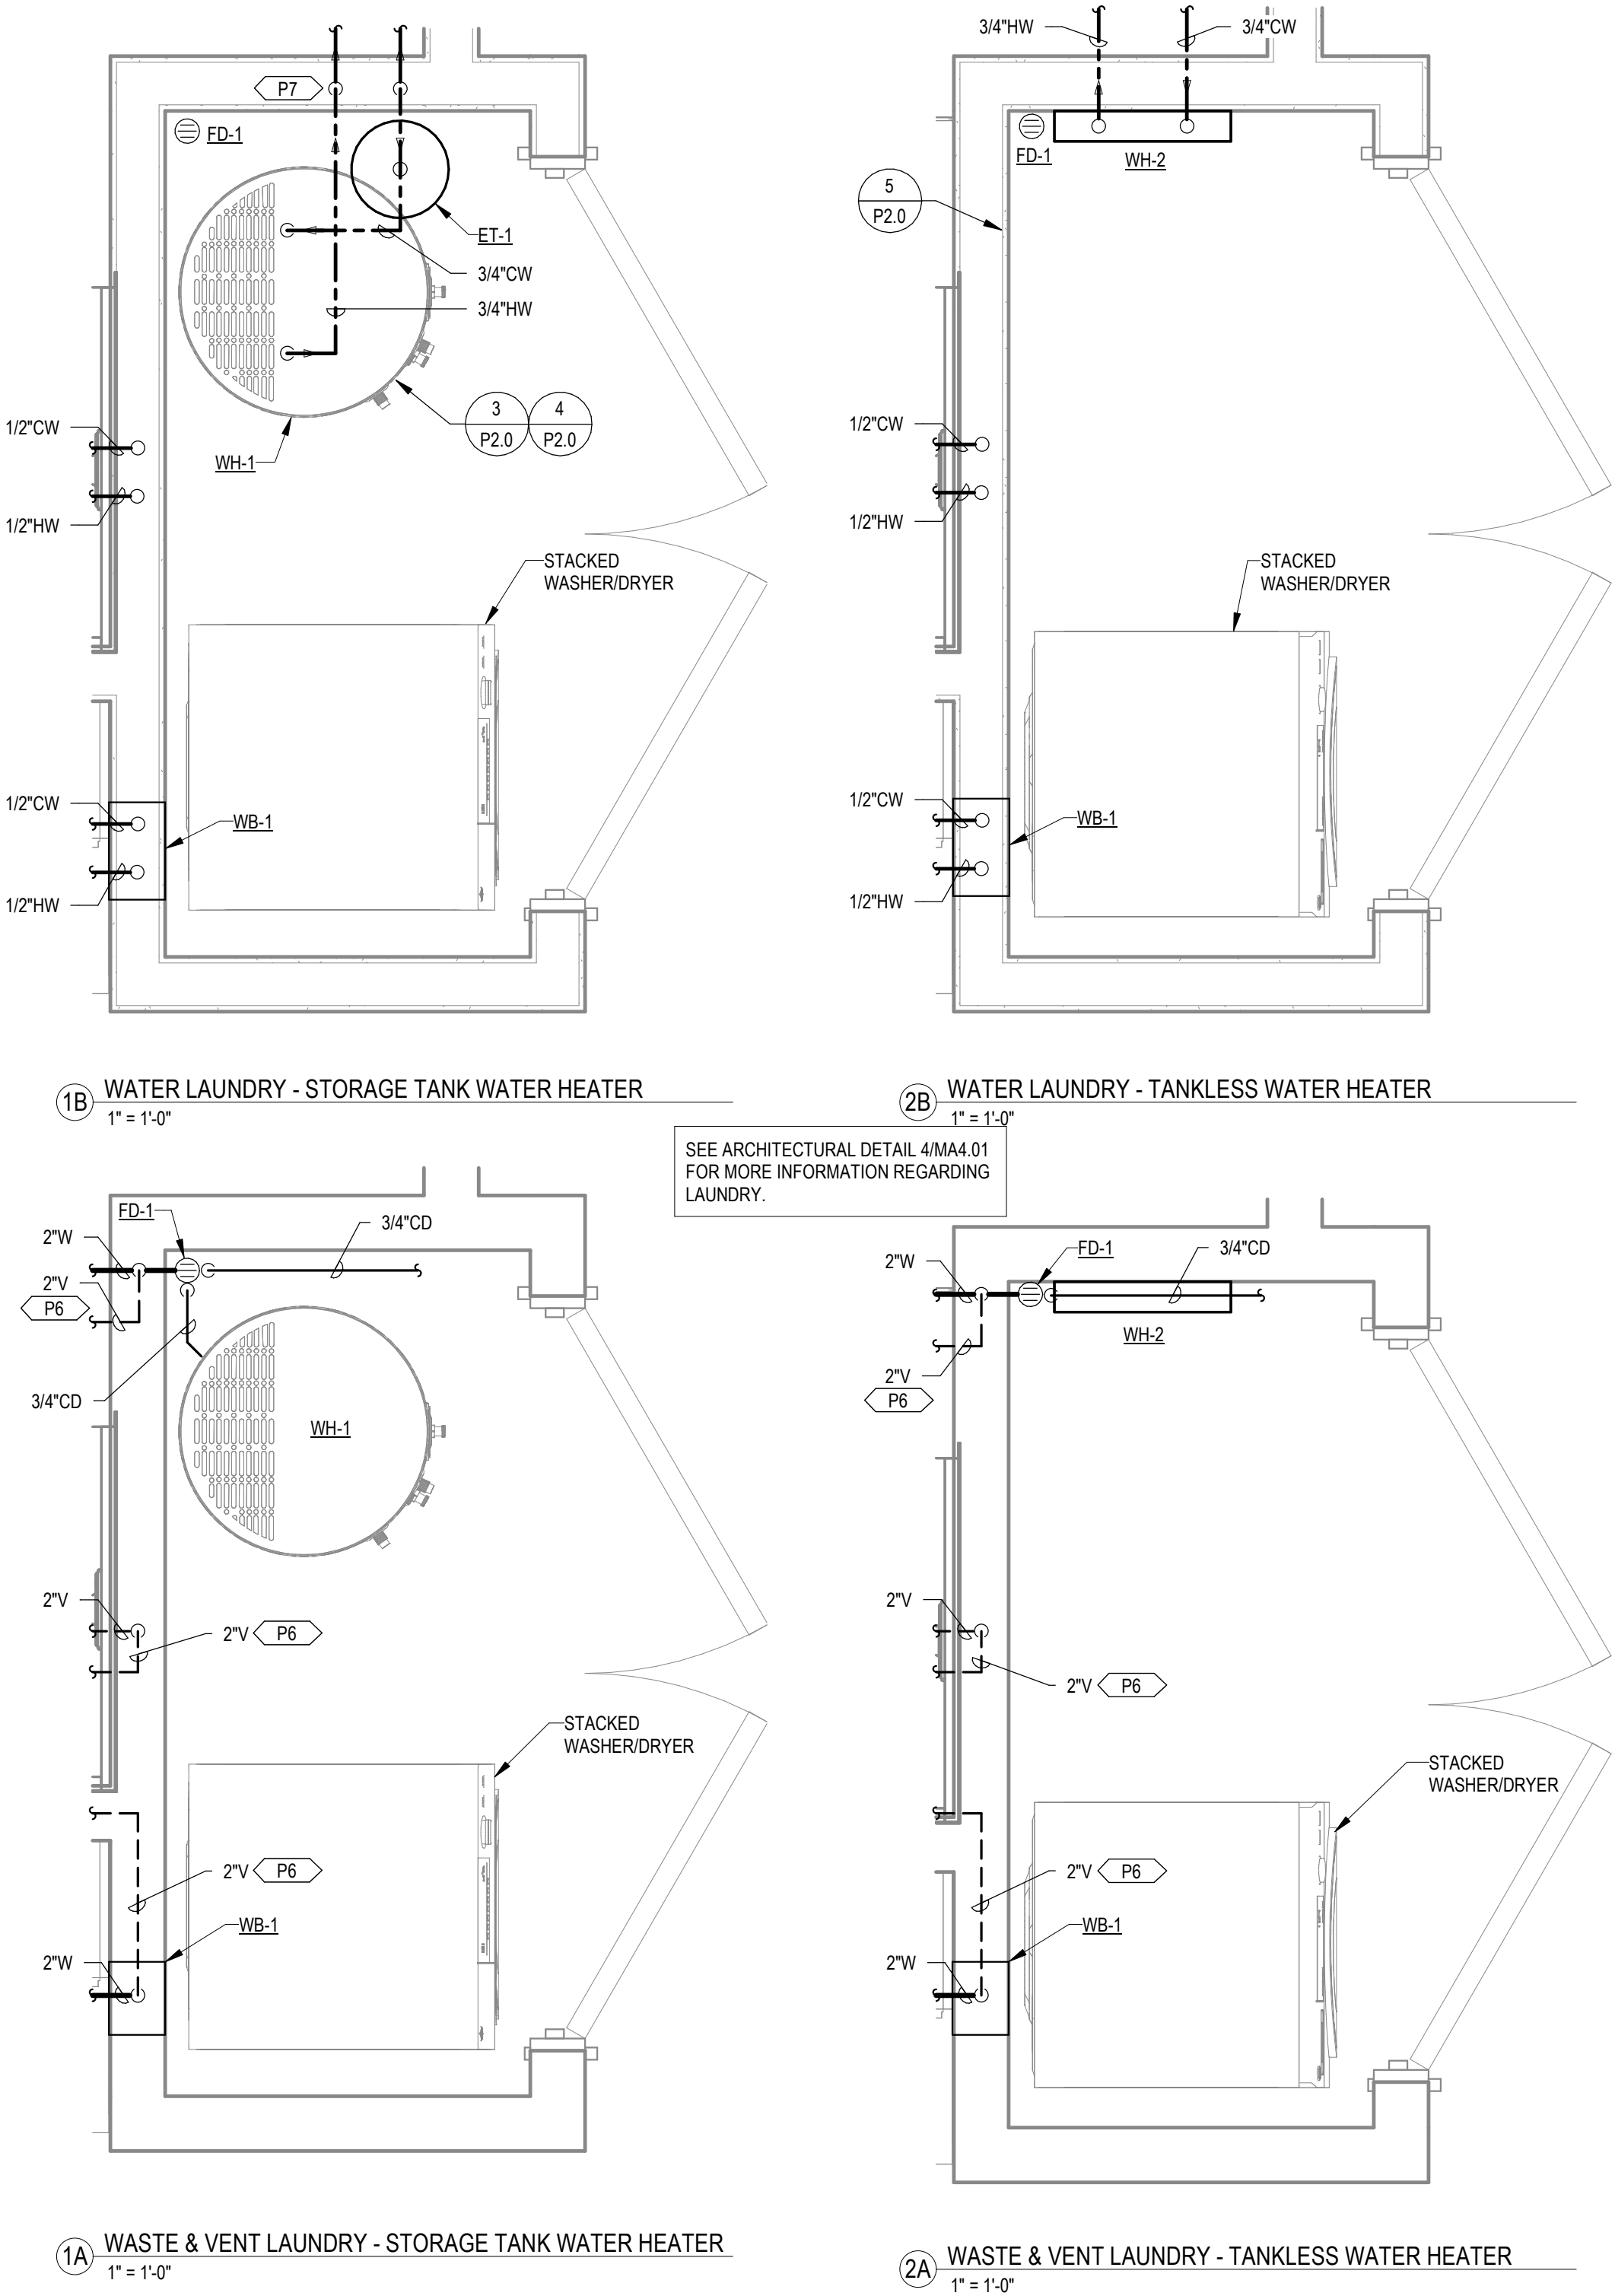 P7
FD-1
ET-1
3/4"CW
3/4"HW
3
P2.0
4
P2.0
1/2"CW
WH-1
1/2"HW
STACKED
WASHER/DRYER
1/2"CW
WB-1
1/2"HW
1B
WATER LAUNDRY - STORAGE TANK WATER HEATER
1" = 1'-0"
3/4"HW
3/4"CW
FD-1
WH-2
5
P2.0
1/2"CW
1/2"HW
STACKED
WASHER/DRYER
1/2"CW
WB-1
1/2"HW
2B
WATER LAUNDRY - TANKLESS WATER HEATER
1" = 1'-0"
SEE ARCHITECTURAL DETAIL 4/MA4.01
FOR MORE INFORMATION REGARDING
LAUNDRY.
FD-1
3/4"CD
2"W
2"V
P6
3/4"CD
WH-1
2"V
2"V P6
STACKED
WASHER/DRYER
2"V P6
WB-1
2"W
1A
WASTE & VENT LAUNDRY - STORAGE TANK WATER HEATER
1" = 1'-0"
2"W
FD-1
3/4"CD
WH-2
2"V
P6
2"V
2"V P6
STACKED
WASHER/DRYER
2"V P6
WB-1
2"W
2A
WASTE & VENT LAUNDRY - TANKLESS WATER HEATER
1" = 1'-0"